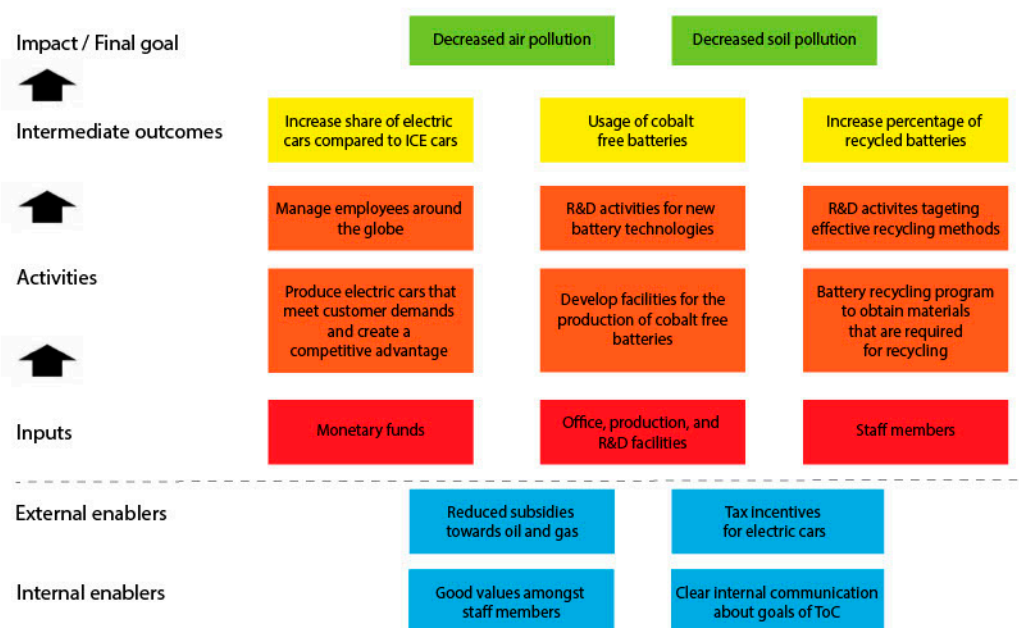 Impact / Final goal
Decreased air pollution
Decreased soil pollution
Intermediate outcomes
Increase share of electric
cars compared to ICE cars
Usage of cobalt
free batteries
Increase percentage of
recycled batteries
Manage employees around
the globe
R&D activities for new
battery technologies
R&D activites tageting
effective recycling methods
Activities
Produce electric cars that
meet customer demands
and create a
competitive advantage
Develop facilities for the
production of cobalt free
batteries
Battery recycling program
to obtain materials
that are required
for recycling
Inputs
Monetary funds
Office, production, and
R&D facilities
Staff members
External enablers
Reduced subsidies
towards oil and gas
Tax incentives
for electric cars
Internal enablers
Good values amongst
staff members
Clear internal communication
about goals of ToC